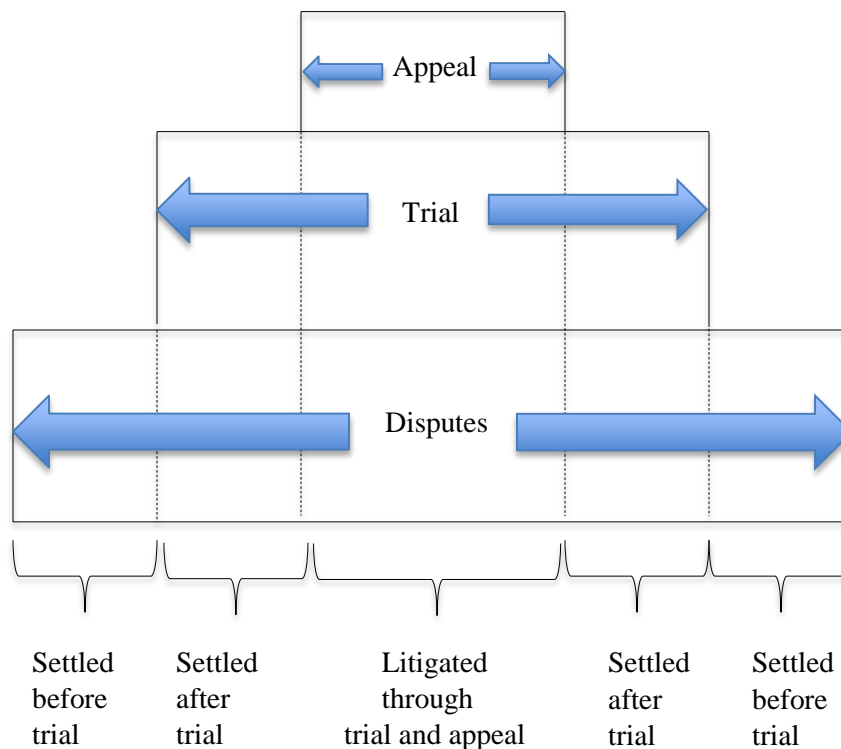 Appeal
Trial
Disputes
Settled
before
trial
Settled
after
trial
Litigated
through
trial and appeal
Settled
after
trial
Settled
before
trial